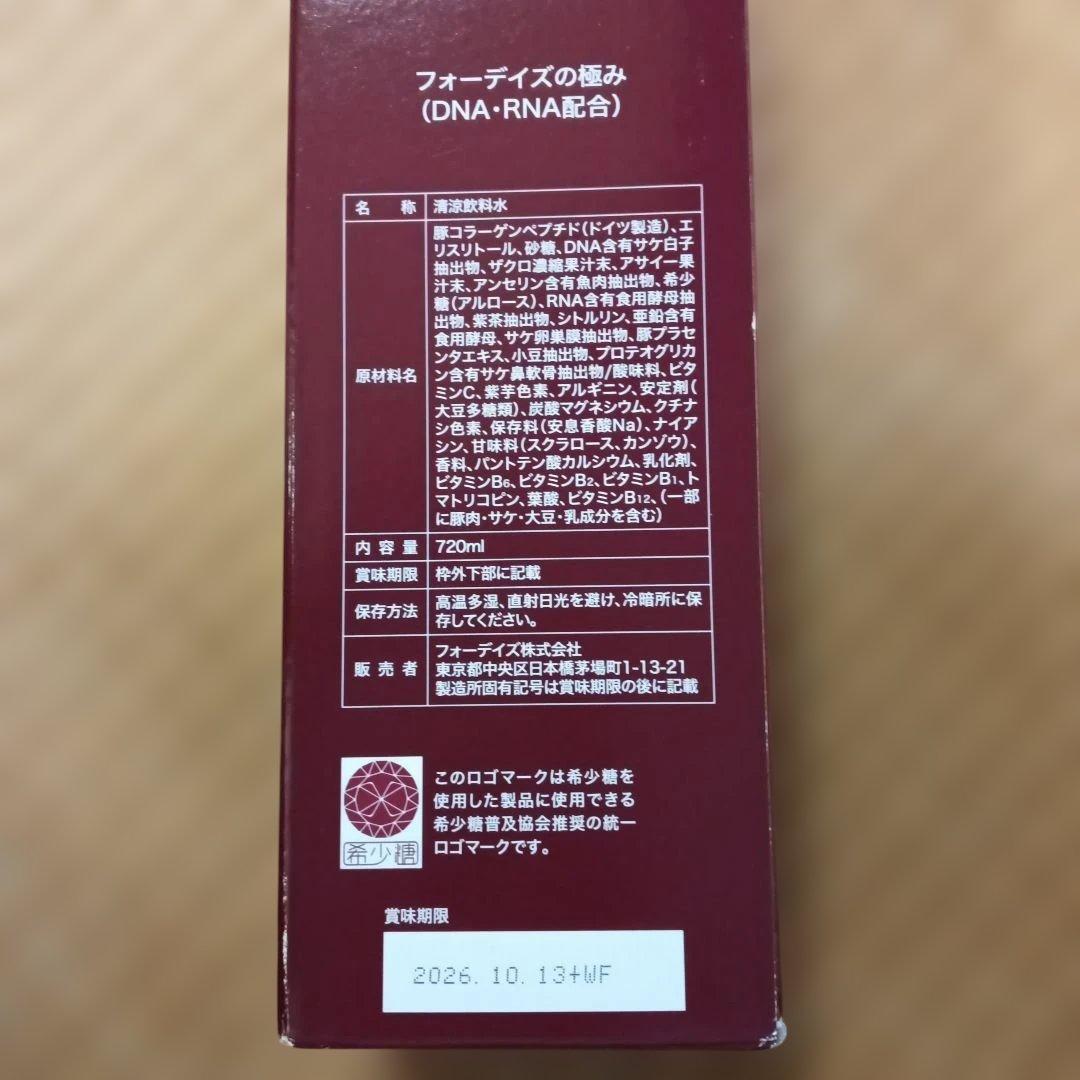 フォーデイズの極み
(DNA・RNA配合)
名称 清涼飲料水
原材料名
豚コラーゲンペプチド(ドイツ製造)、エ
リスリトール、砂糖、DNA含有サケ白子
抽出物、ザクロ濃縮果汁末、アサイー果
汁末、アンセリン含有魚肉抽出物、希少
糖(アルロース)、RNA含有食用酵母抽
出物、紫茶抽出物、シトルリン、亜鉛含有
食用酵母、サケ卵巣膜抽出物、豚プラセ
ンタエキス、小豆抽出物、プロテオグリカ
ン含有サケ鼻軟骨抽出物/酸味料、ビタ
ミンC、紫芋色素、アルギニン、安定剤(
大豆多糖類)、炭酸マグネシウム、クチナ
シ色素、保存料(安息香酸Na)、ナイア
シン、甘味料(スクラロース、カンゾウ)、
香料、パントテン酸カルシウム、乳化剤、
ビタミンB6、ビタミンB2、ビタミンB1、ト
マトリコピン、葉酸、ビタミンB12、(一部
に豚肉・サケ・大豆・乳成分を含む)
内容量 720ml
賞味期限 枠外下部に記載
保存方法
高温多湿、直射日光を避け、冷暗所に保
存してください。
販売者
フォーデイズ株式会社
東京都中央区日本橋茅場町1-13-21
製造所固有記号は賞味期限の後に記載
希少糖
このロゴマークは希少糖を
使用した製品に使用できる
希少糖普及協会推奨の統一
ロゴマークです。
賞味期限
2026.10.13+WF